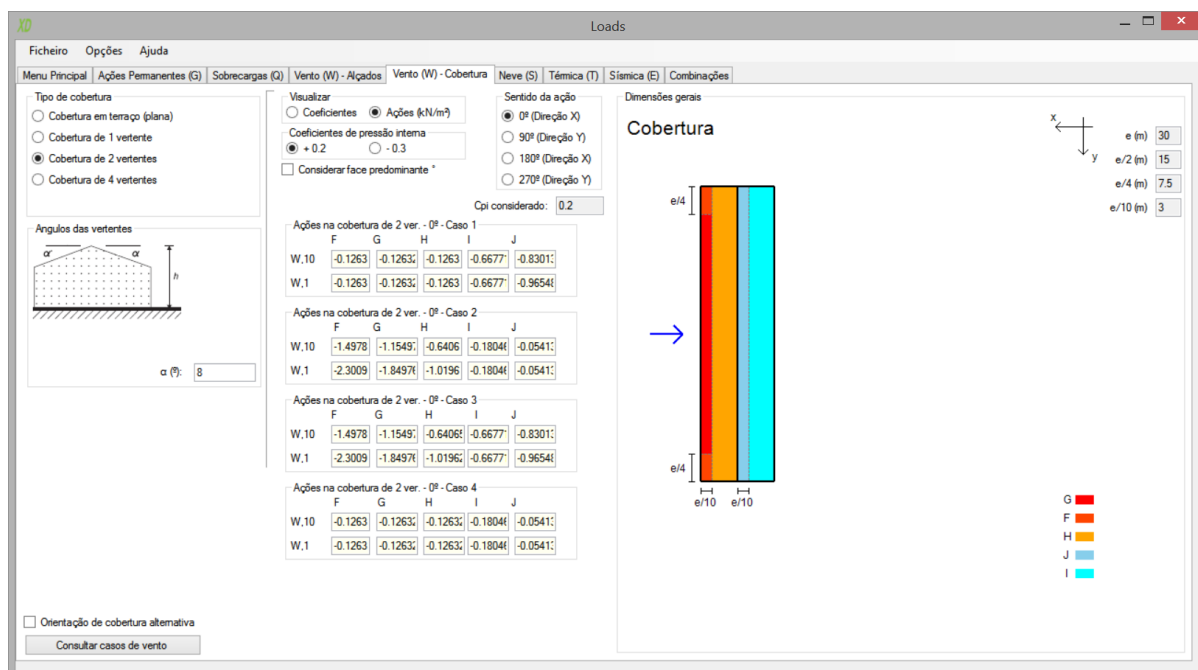 XD
Loads
Ficheiro Opções Ajuda
Menu Principal Ações Permanentes (G) Sobrecargas (Q) Vento (W) - Alçados Vento (W) - Cobertura Neve (S) Térmica (T) Sísmica (E) Combinações
Tipo de cobertura
Cobertura em terraço (plana)
Cobertura de 1 vertente
Cobertura de 2 vertentes
Cobertura de 4 vertentes
Angulos das vertentes
α α
h
α (º): 8
Orientação de cobertura alternativa
Consultar casos de vento
Visualizar
Coeficientes Ações (kN/m²)
Coeficientes de pressão interna
+ 0.2 - 0.3
Considerar face predominante *
Sentido da ação
0º (Direção X)
90º (Direção Y)
180º (Direção X)
270º (Direção Y)
Cpi considerado: 0.2
Ações na cobertura de 2 ver. - 0º - Caso 1
F G H I J
W,10 -0.1263 -0.1263 -0.1263 -0.6677 -0.8301
W,1 -0.1263 -0.1263 -0.1263 -0.6677 -0.9654
Ações na cobertura de 2 ver. - 0º - Caso 2
F G H I J
W,10 -1.4978 -1.1549 -0.6406 -0.1804 -0.0541
W,1 -2.3009 -1.8497 -1.0196 -0.1804 -0.0541
Ações na cobertura de 2 ver. - 0º - Caso 3
F G H I J
W,10 -1.4978 -1.1549 -0.6406 -0.6677 -0.8301
W,1 -2.3009 -1.8497 -1.0196 -0.6677 -0.9654
Ações na cobertura de 2 ver. - 0º - Caso 4
F G H I J
W,10 -0.1263 -0.1263 -0.1263 -0.1804 -0.0541
W,1 -0.1263 -0.1263 -0.1263 -0.1804 -0.0541
Dimensões gerais
Cobertura
x
y
e (m) 30
e/2 (m) 15
e/4 (m) 7.5
e/10 (m) 3
e/4
e/4
e/10 e/10
G
F
H
J
I